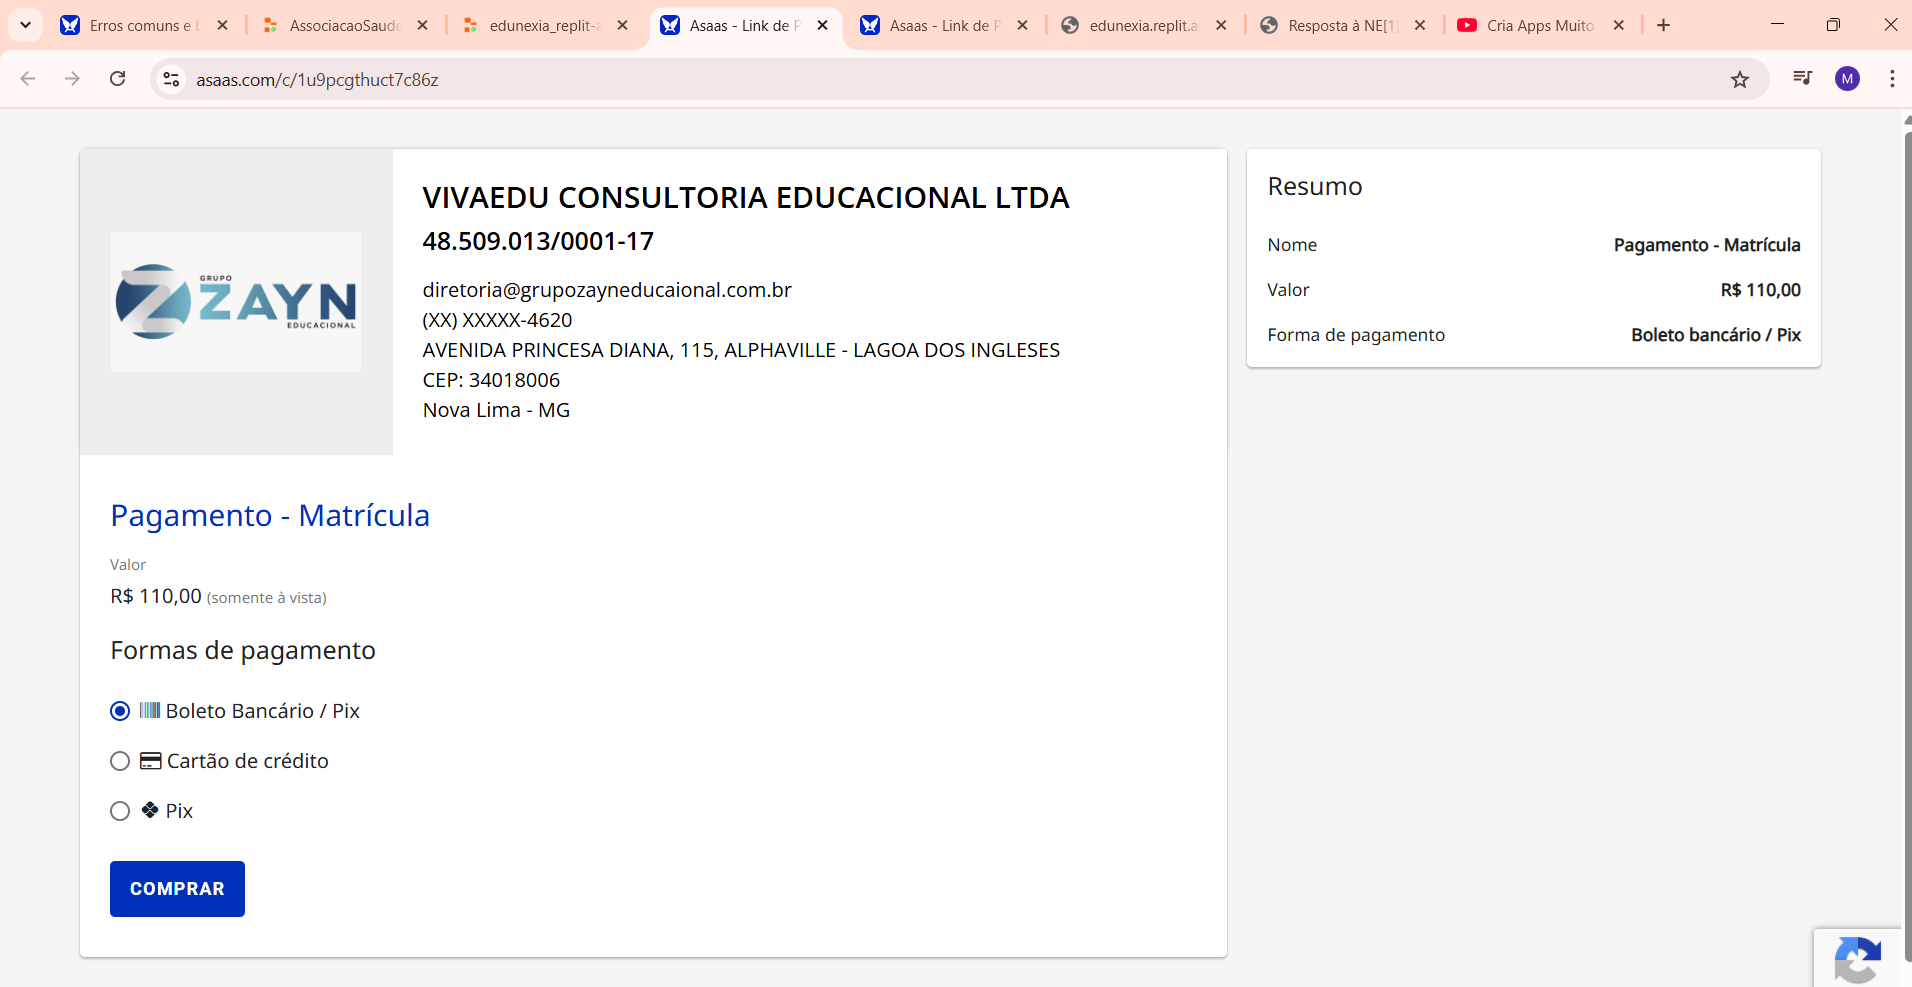 Erros comuns e b
AssociacaoSaude
edunexia_replit-a
Asaas - Link de P
Asaas - Link de P
edunexia.replit.a
Resposta à NE[1]
Cria Apps Muito
asaas.com/c/1u9pcgthuct7c86z
M
GRUPO
ZAYN
EDUCACIONAL
VIVAEDU CONSULTORIA EDUCACIONAL LTDA
48.509.013/0001-17
diretoria@grupozayneducaional.com.br
(XX) XXXXX-4620
AVENIDA PRINCESA DIANA, 115, ALPHAVILLE - LAGOA DOS INGLESES
CEP: 34018006
Nova Lima - MG
Resumo
Nome Pagamento - Matrícula
Valor R$ 110,00
Forma de pagamento Boleto bancário / Pix
Pagamento - Matrícula
Valor
R$ 110,00 (somente à vista)
Formas de pagamento
Boleto Bancário / Pix
Cartão de crédito
Pix
COMPRAR